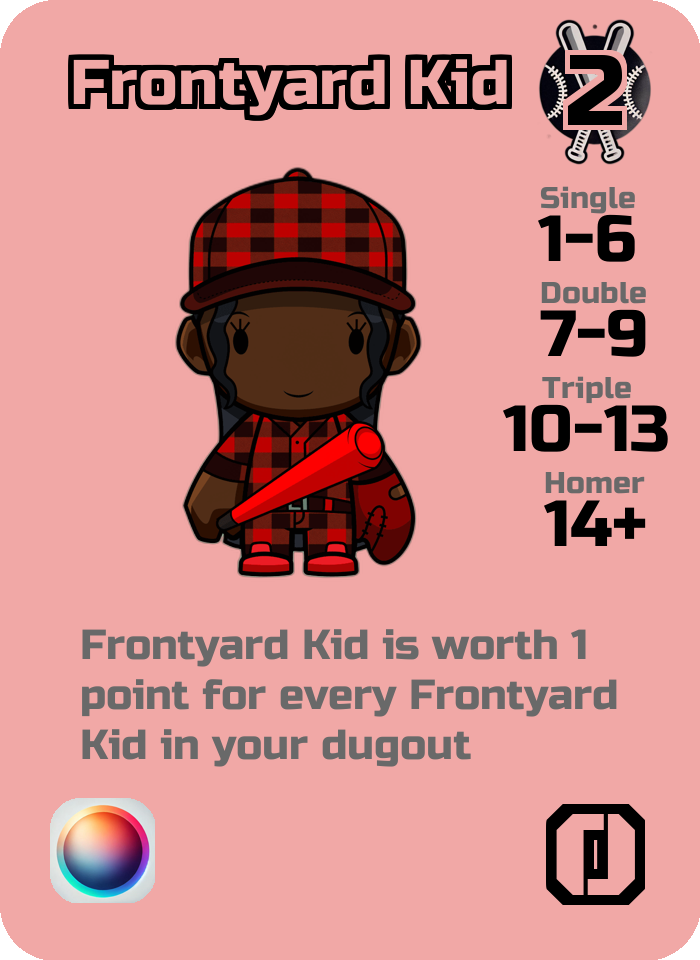 Frontyard Kid
2
Single
1-6
Double
7-9
Triple
10-13
Homer
14+
Frontyard Kid is worth 1
point for every Frontyard
Kid in your dugout